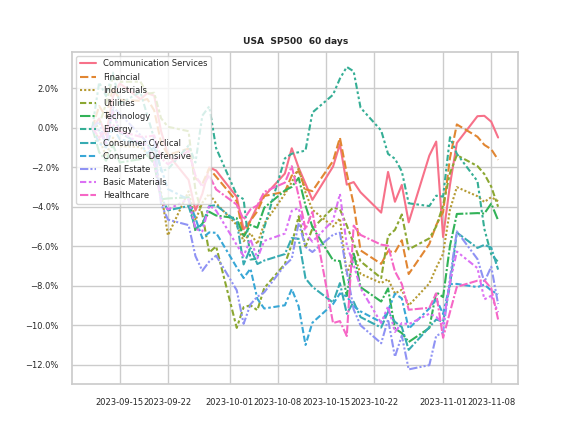 USA SP500 60 days
Communication Services
Financial
Industrials
Utilities
Technology
Energy
Consumer Cyclical
Consumer Defensive
Real Estate
Basic Materials
Healthcare
2.0%
0.0%
−2.0%
−4.0%
−6.0%
−8.0%
−10.0%
−12.0%
2023-09-15 2023-09-22 2023-10-01 2023-10-08 2023-10-15 2023-10-22 2023-11-01 2023-11-08